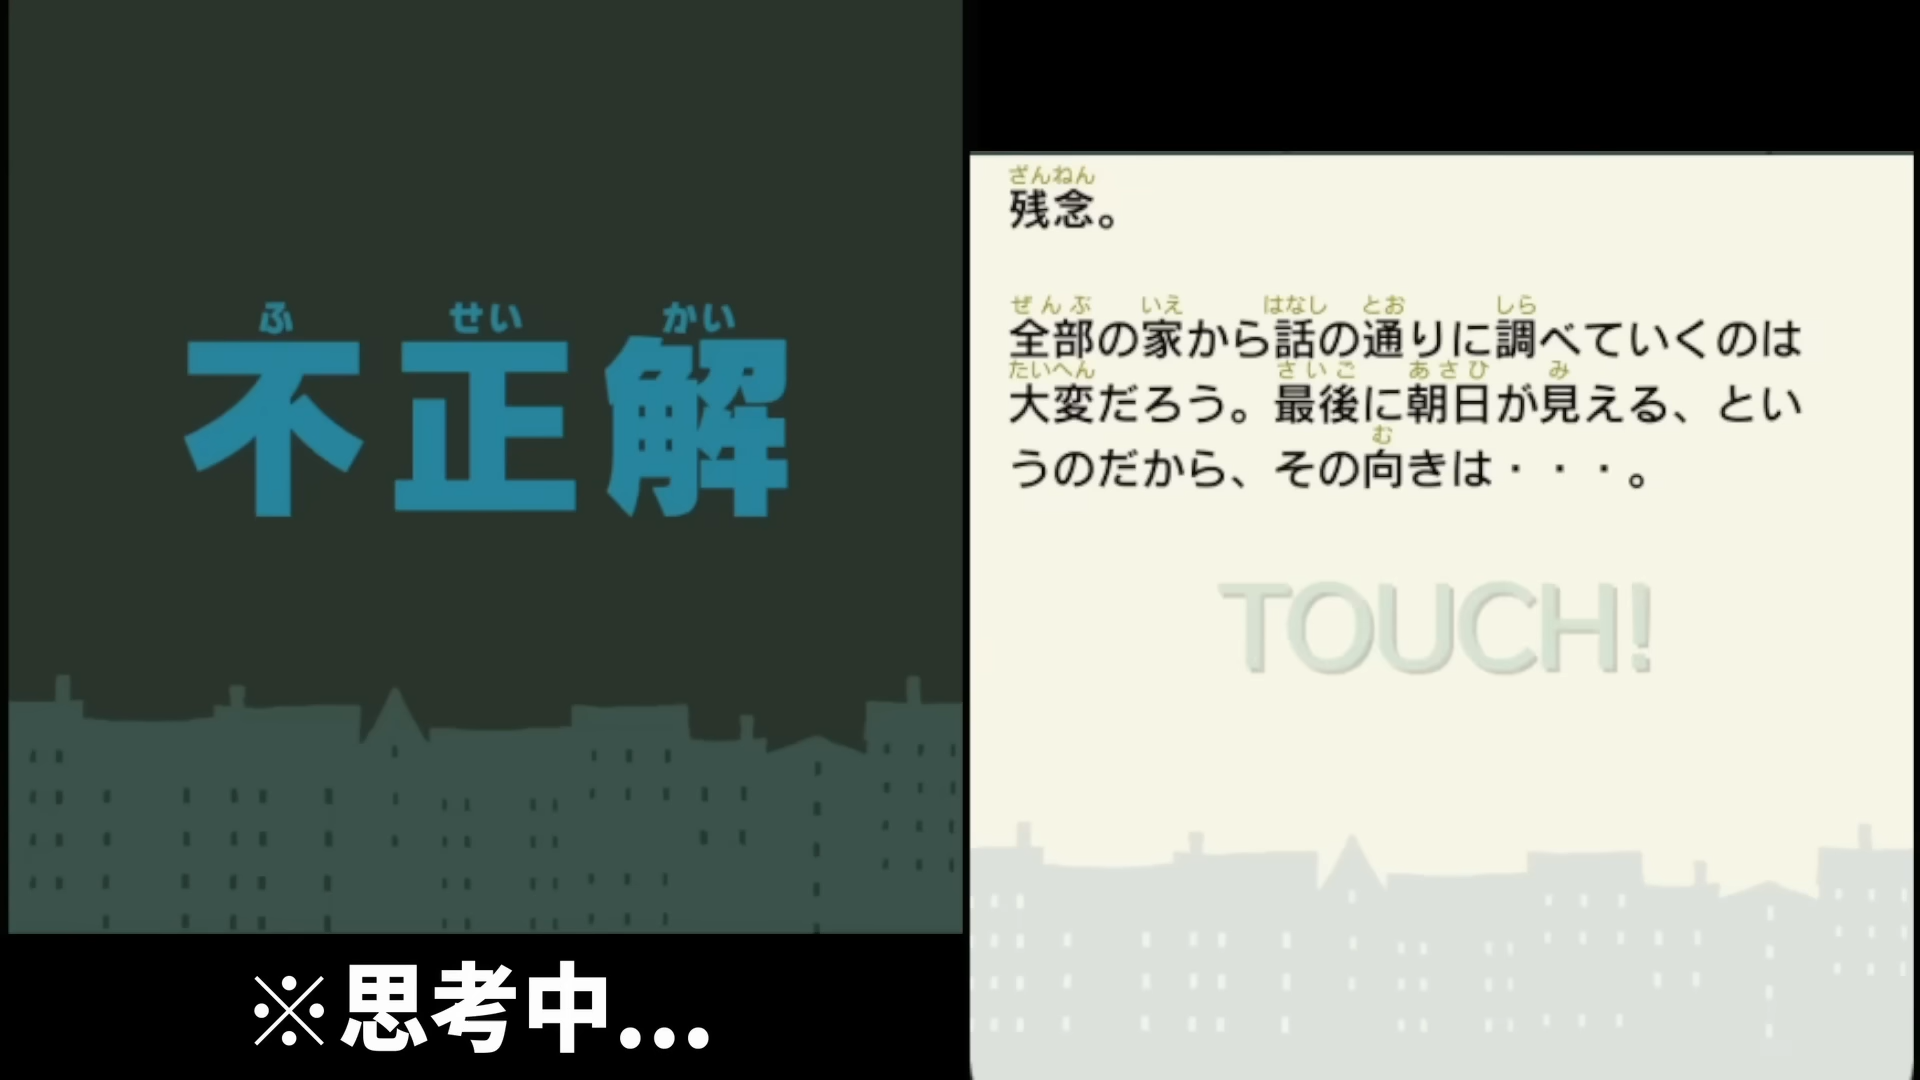 ふ せい かい
不正解
※思考中...
ざんねん
残念。
ぜんぶ いえ はなし とお しら
全部の家から話の通りに調べていくのは
たいへん さいご あさひ み
大変だろう。最後に朝日が見える、とい
む
うのだから、その向きは・・・。
TOUCH!